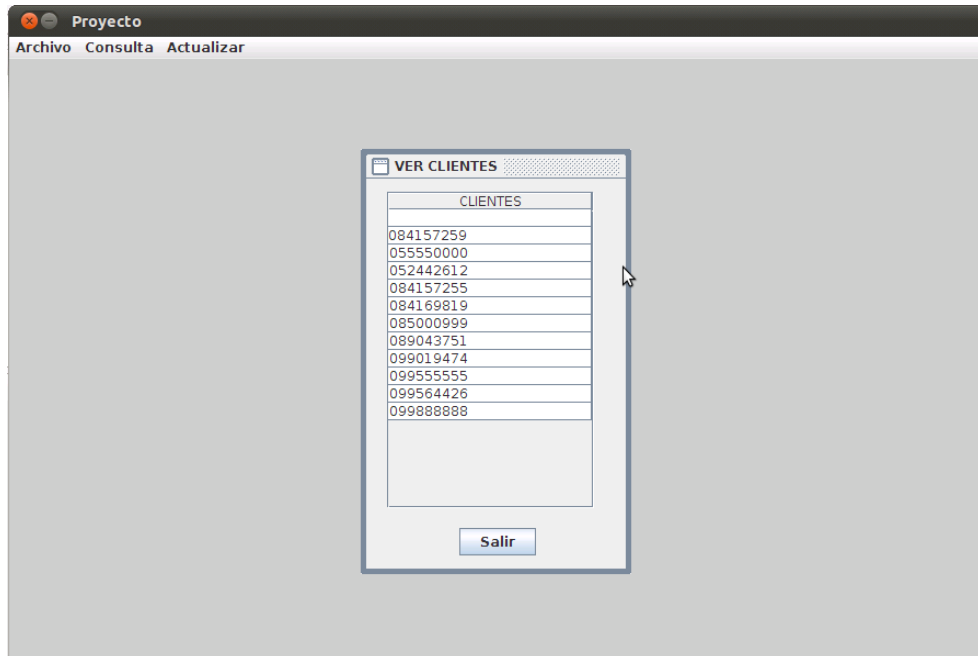 Proyecto
Archivo Consulta Actualizar
VER CLIENTES
CLIENTES
084157259
055550000
052442612
084157255
084169819
085000999
089043751
099019474
099555555
099564426
099888888
Salir